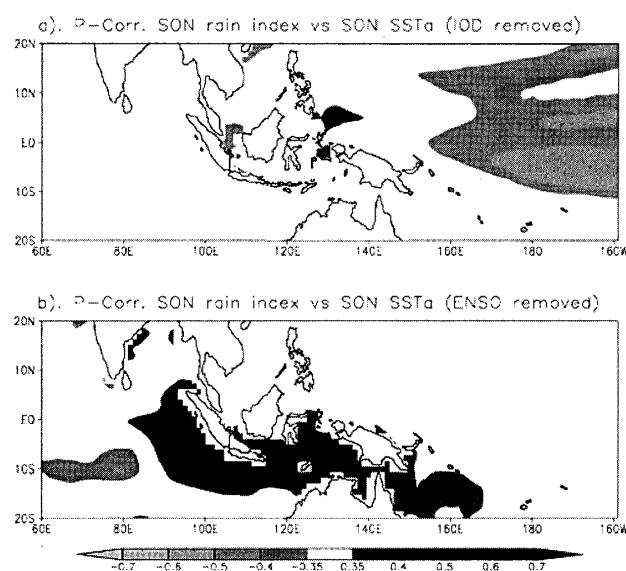 a). P-Corr. SON rain index vs SON SSTa (IOD removed)
20N
10N
EQ
10S
20S
60E 80E 100E 120E 140E 160E 180 160W
b). P-Corr. SON rain index vs SON SSTa (ENSO removed)
20N
10N
EQ
10S
20S
60E 80E 100E 120E 140E 160E 180 160W
-0.7 -0.6 -0.5 -0.4 -0.35 0.35 0.4 0.5 0.6 0.7